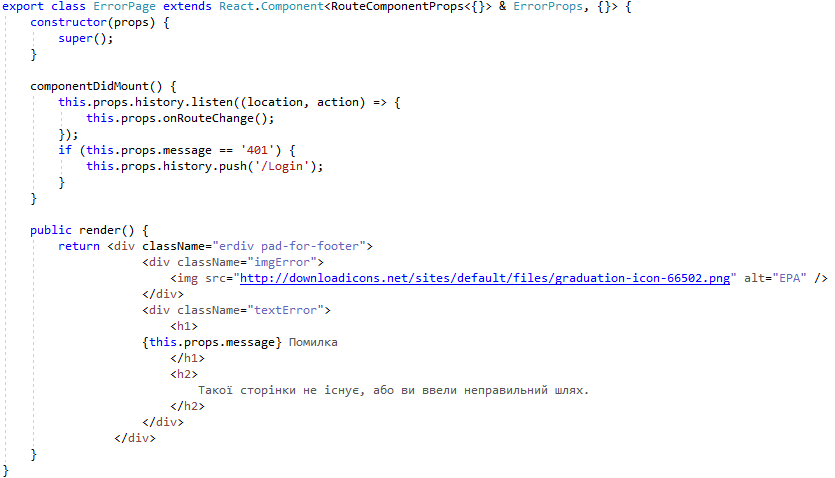 export class ErrorPage extends React.Component<RouteComponentProps<{}> & ErrorProps, {}> {
    constructor(props) {
        super();
    }

    componentDidMount() {
        this.props.history.listen((location, action) => {
            this.props.onRouteChange();
        });
        if (this.props.message == '401') {
            this.props.history.push('/Login');
        }
    }

    public render() {
        return <div className="erdiv pad-for-footer">
                    <div className="imgError">
                        <img src="http://downloadicons.net/sites/default/files/graduation-icon-66502.png" alt="EPA" />
                    </div>
                    <div className="textError">
                        <h1>
                    {this.props.message} Помилка
                        </h1>
                        <h2>
                            Такої сторінки не існує, або ви ввели неправильний шлях.
                        </h2>
                    </div>
                </div>
    }
}